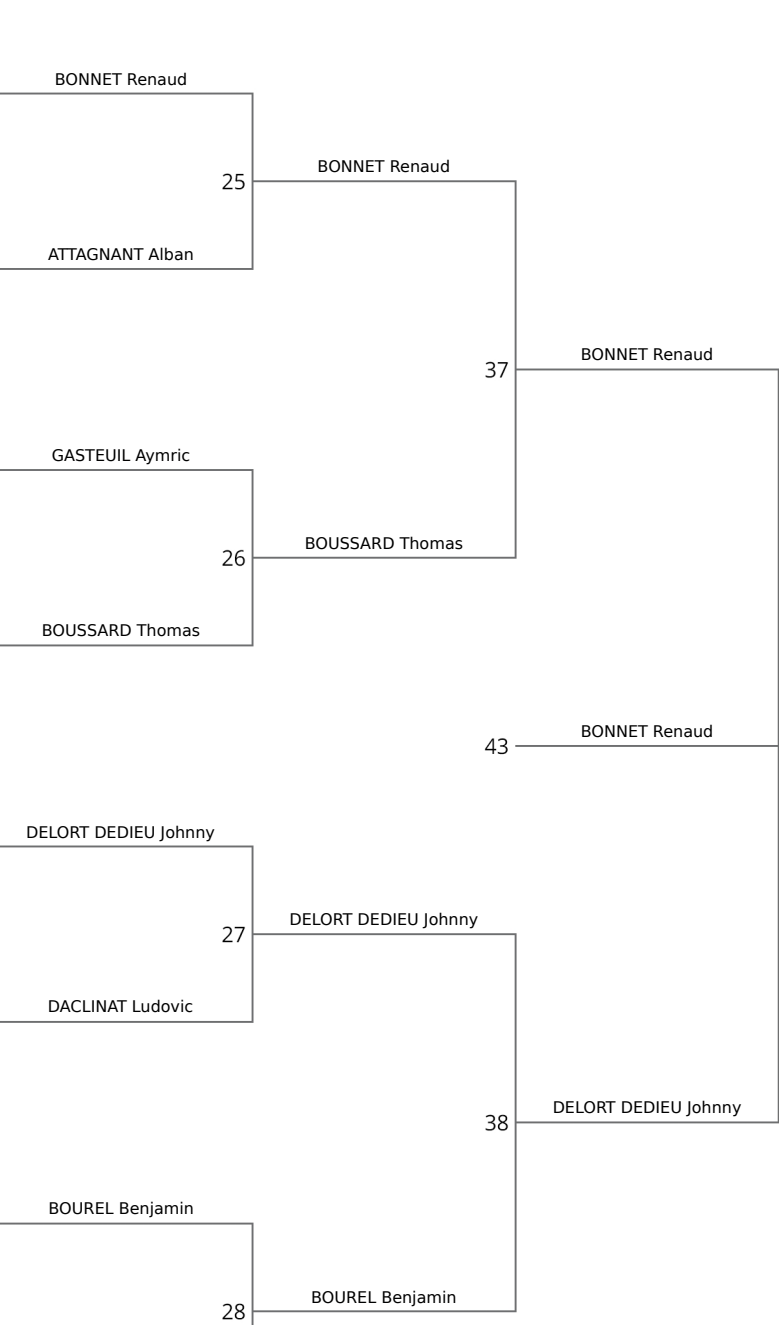 BONNET Renaud
BONNET Renaud
25
ATTAGNANT Alban
BONNET Renaud
37
GASTEUIL Aymric
BOUSSARD Thomas
26
BOUSSARD Thomas
BONNET Renaud
43
DELORT DEDIEU Johnny
DELORT DEDIEU Johnny
27
DACLINAT Ludovic
DELORT DEDIEU Johnny
38
BOUREL Benjamin
BOUREL Benjamin
28